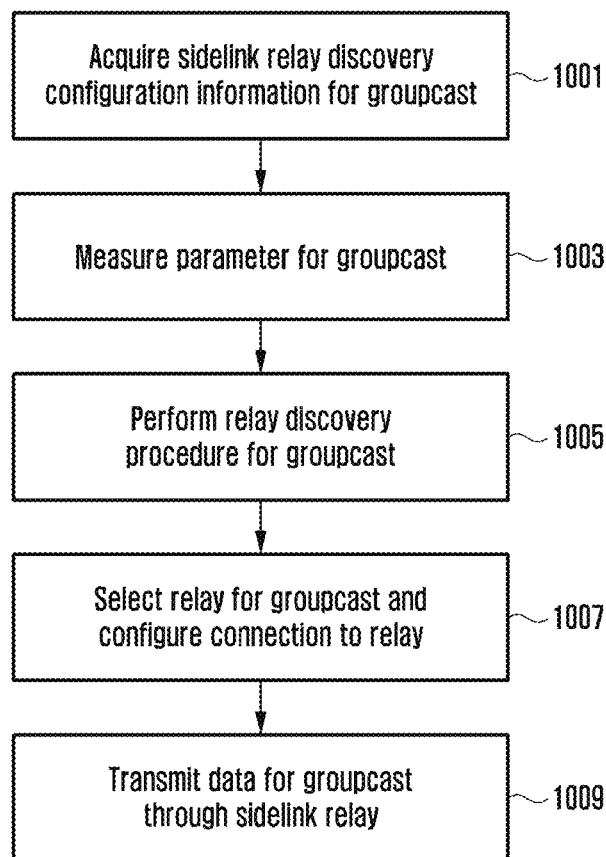 Acquire sidelink relay discovery
configuration information for groupcast
1001
Measure parameter for groupcast
1003
Perform relay discovery
procedure for groupcast
1005
Select relay for groupcast and
configure connection to relay
1007
Transmit data for groupcast
through sidelink relay
1009